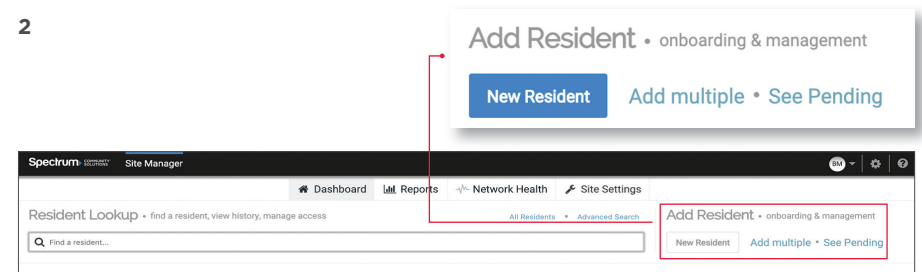 2
Add Resident • onboarding & management
New Resident Add multiple • See Pending
Spectrum COMMUNITY SOLUTIONS Site Manager BM
Dashboard Reports Network Health Site Settings
Resident Lookup • find a resident, view history, manage access All Residents • Advanced Search Add Resident • onboarding & management
Find a resident... New Resident Add multiple • See Pending